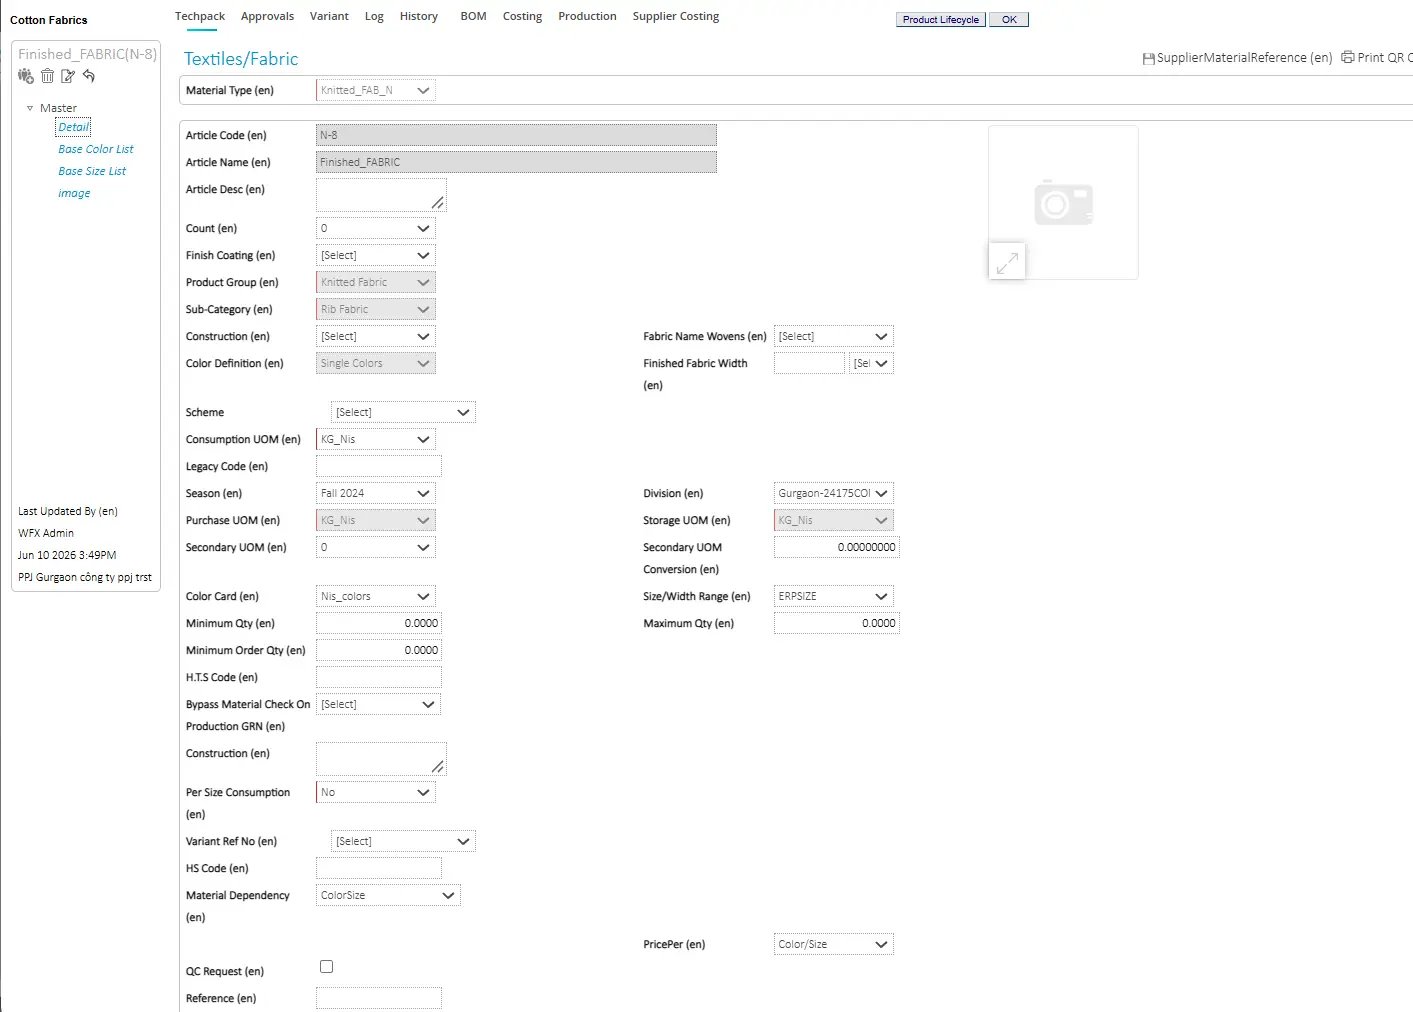 Cotton Fabrics
Techpack Approvals Variant Log History BOM Costing Production Supplier Costing
Product Lifecycle OK
Finished_FABRIC(N-8)
Master
Detail
Base Color List
Base Size List
image
Last Updated By (en)
WFX Admin
Jun 10 2026 3:49PM
PPJ Gurgaon công ty ppj trst
Textiles/Fabric
SupplierMaterialReference (en) Print QR
Material Type (en) Knitted_FAB_N
Article Code (en) N-8
Article Name (en) Finished_FABRIC
Article Desc (en)
Count (en) 0
Finish Coating (en) [Select]
Product Group (en) Knitted Fabric
Sub-Category (en) Rib Fabric
Construction (en) [Select] Fabric Name Wovens (en) [Select]
Color Definition (en) Single Colors Finished Fabric Width [Sel
(en)
Scheme [Select]
Consumption UOM (en) KG_Nis
Legacy Code (en)
Season (en) Fall 2024 Division (en) Gurgaon-24175COI
Purchase UOM (en) KG_Nis Storage UOM (en) KG_Nis
Secondary UOM (en) 0 Secondary UOM 0.00000000
Conversion (en)
Color Card (en) Nis_colors Size/Width Range (en) ERPSIZE
Minimum Qty (en) 0.0000 Maximum Qty (en) 0.0000
Minimum Order Qty (en) 0.0000
H.T.S Code (en)
Bypass Material Check On [Select]
Production GRN (en)
Construction (en)
Per Size Consumption No
(en)
Variant Ref No (en) [Select]
HS Code (en)
Material Dependency ColorSize
(en)
PricePer (en) Color/Size
QC Request (en)
Reference (en)